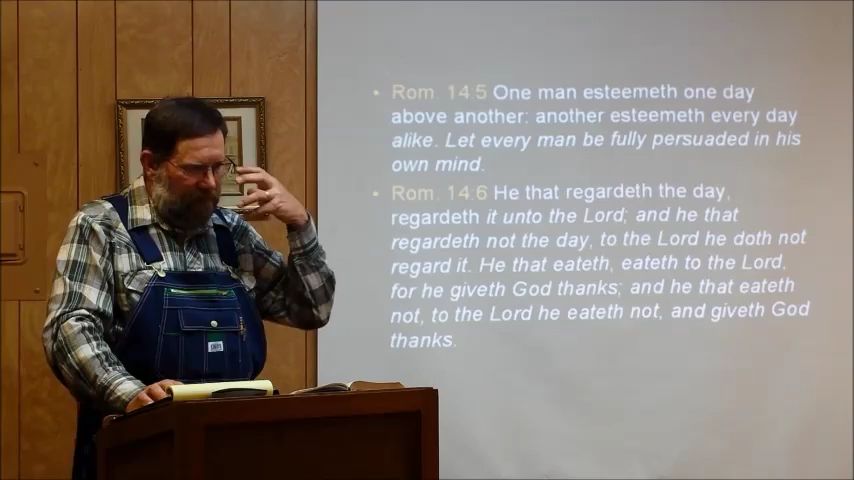 • Rom. 14.5 One man esteemeth one day
above another: another esteemeth every day
alike. Let every man be fully persuaded in his
own mind.
• Rom. 14.6 He that regardeth the day,
regardeth it unto the Lord; and he that
regardeth not the day, to the Lord he doth not
regard it. He that eateth, eateth to the Lord,
for he giveth God thanks; and he that eateth
not, to the Lord he eateth not, and giveth God
thanks.